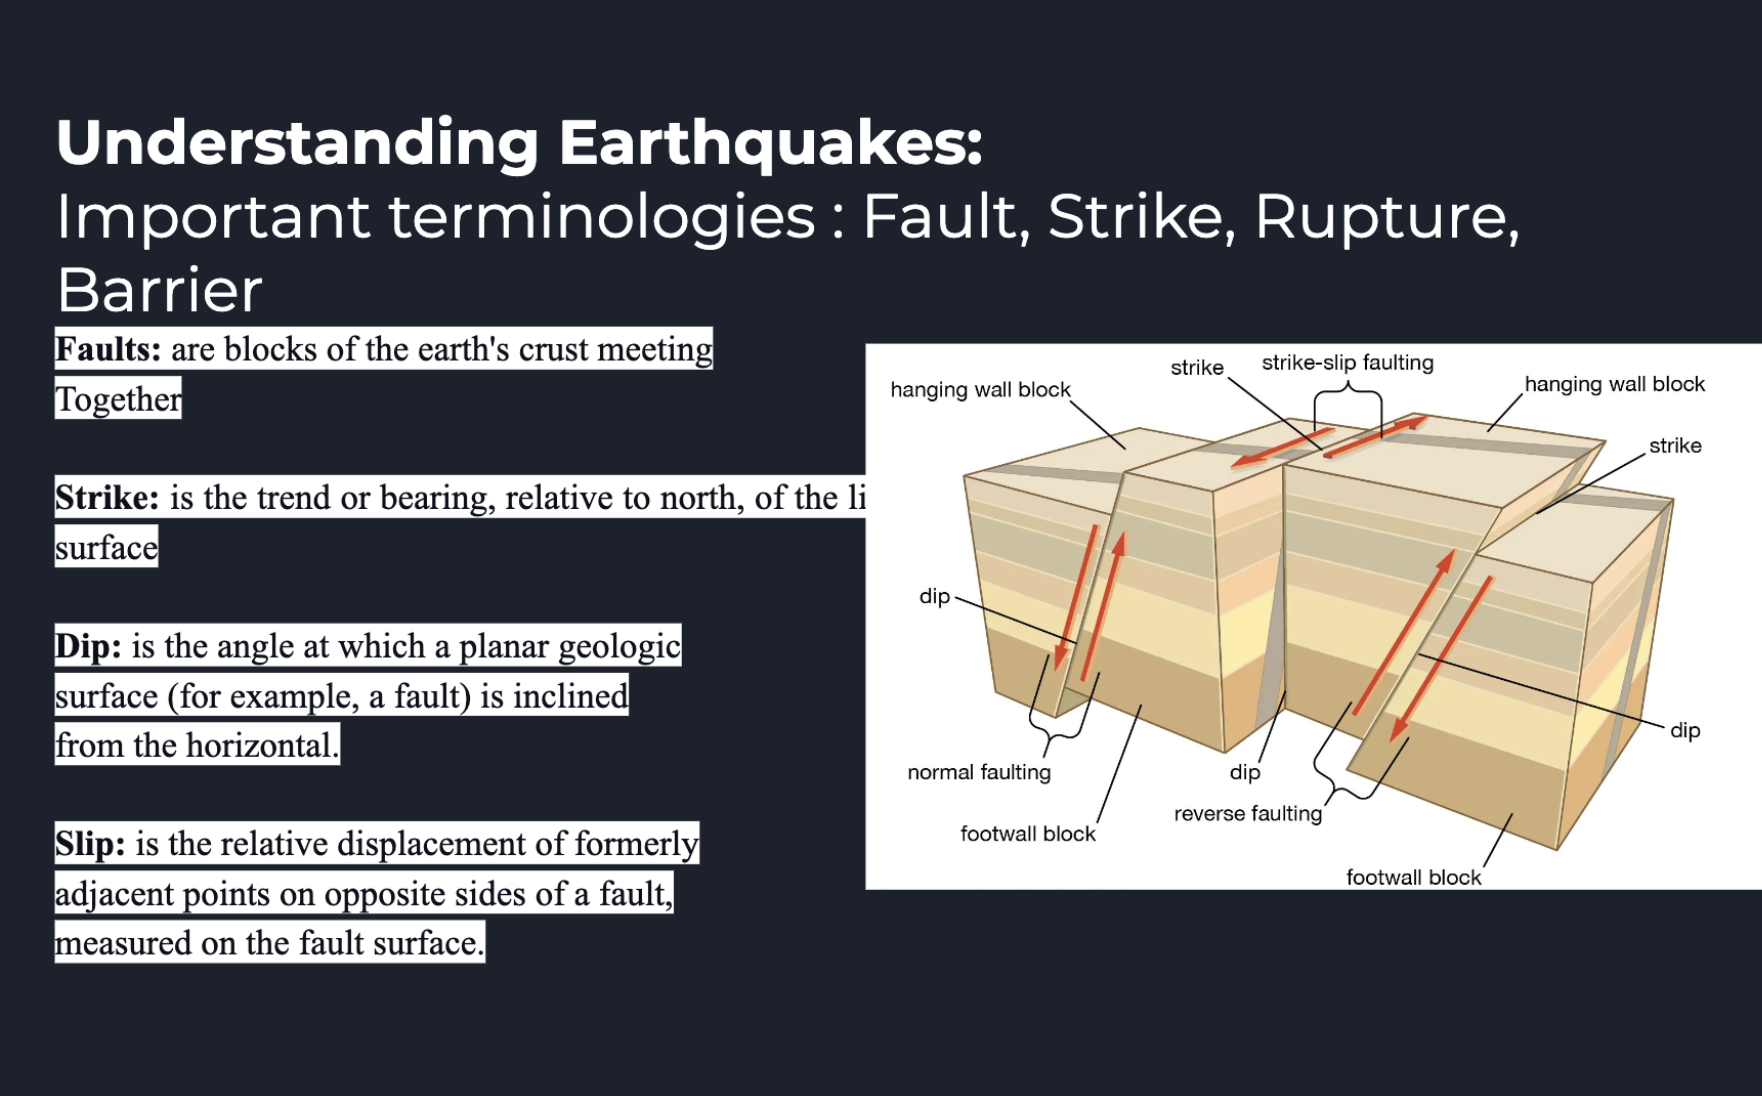 Understanding Earthquakes:
Important terminologies : Fault, Strike, Rupture,
Barrier
Faults: are blocks of the earth's crust meeting
Together
Strike: is the trend or bearing, relative to north, of the li
surface
Dip: is the angle at which a planar geologic
surface (for example, a fault) is inclined
from the horizontal.
Slip: is the relative displacement of formerly
adjacent points on opposite sides of a fault,
measured on the fault surface.
strike
strike-slip faulting
hanging wall block
hanging wall block
strike
dip
dip
normal faulting
dip
reverse faulting
footwall block
footwall block